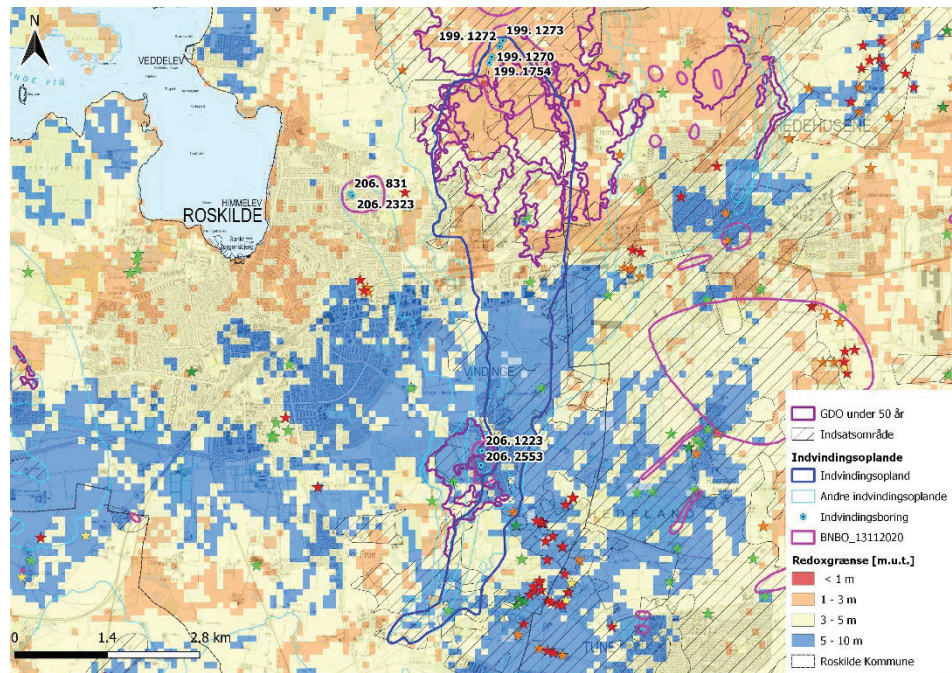 N
199. 1273
199. 1272
VEDDELEV
199. 1270
199. 1754
HEDEHUSENE
206. 831
HIMMELEV
206. 2323
ROSKILDE
VINDINGE
206. 1223
206. 2553
HEDELAND
TUNE
0 1.4 2.8 km
GDO under 50 år
Indsatsområde
Indvindingsoplande
Indvindingsopland
Andre indvindingsoplande
Indvindingsboring
BNBO_13112020
Redoxgrænse [m.u.t.]
< 1 m
1 - 3 m
3 - 5 m
5 - 10 m
Roskilde Kommune